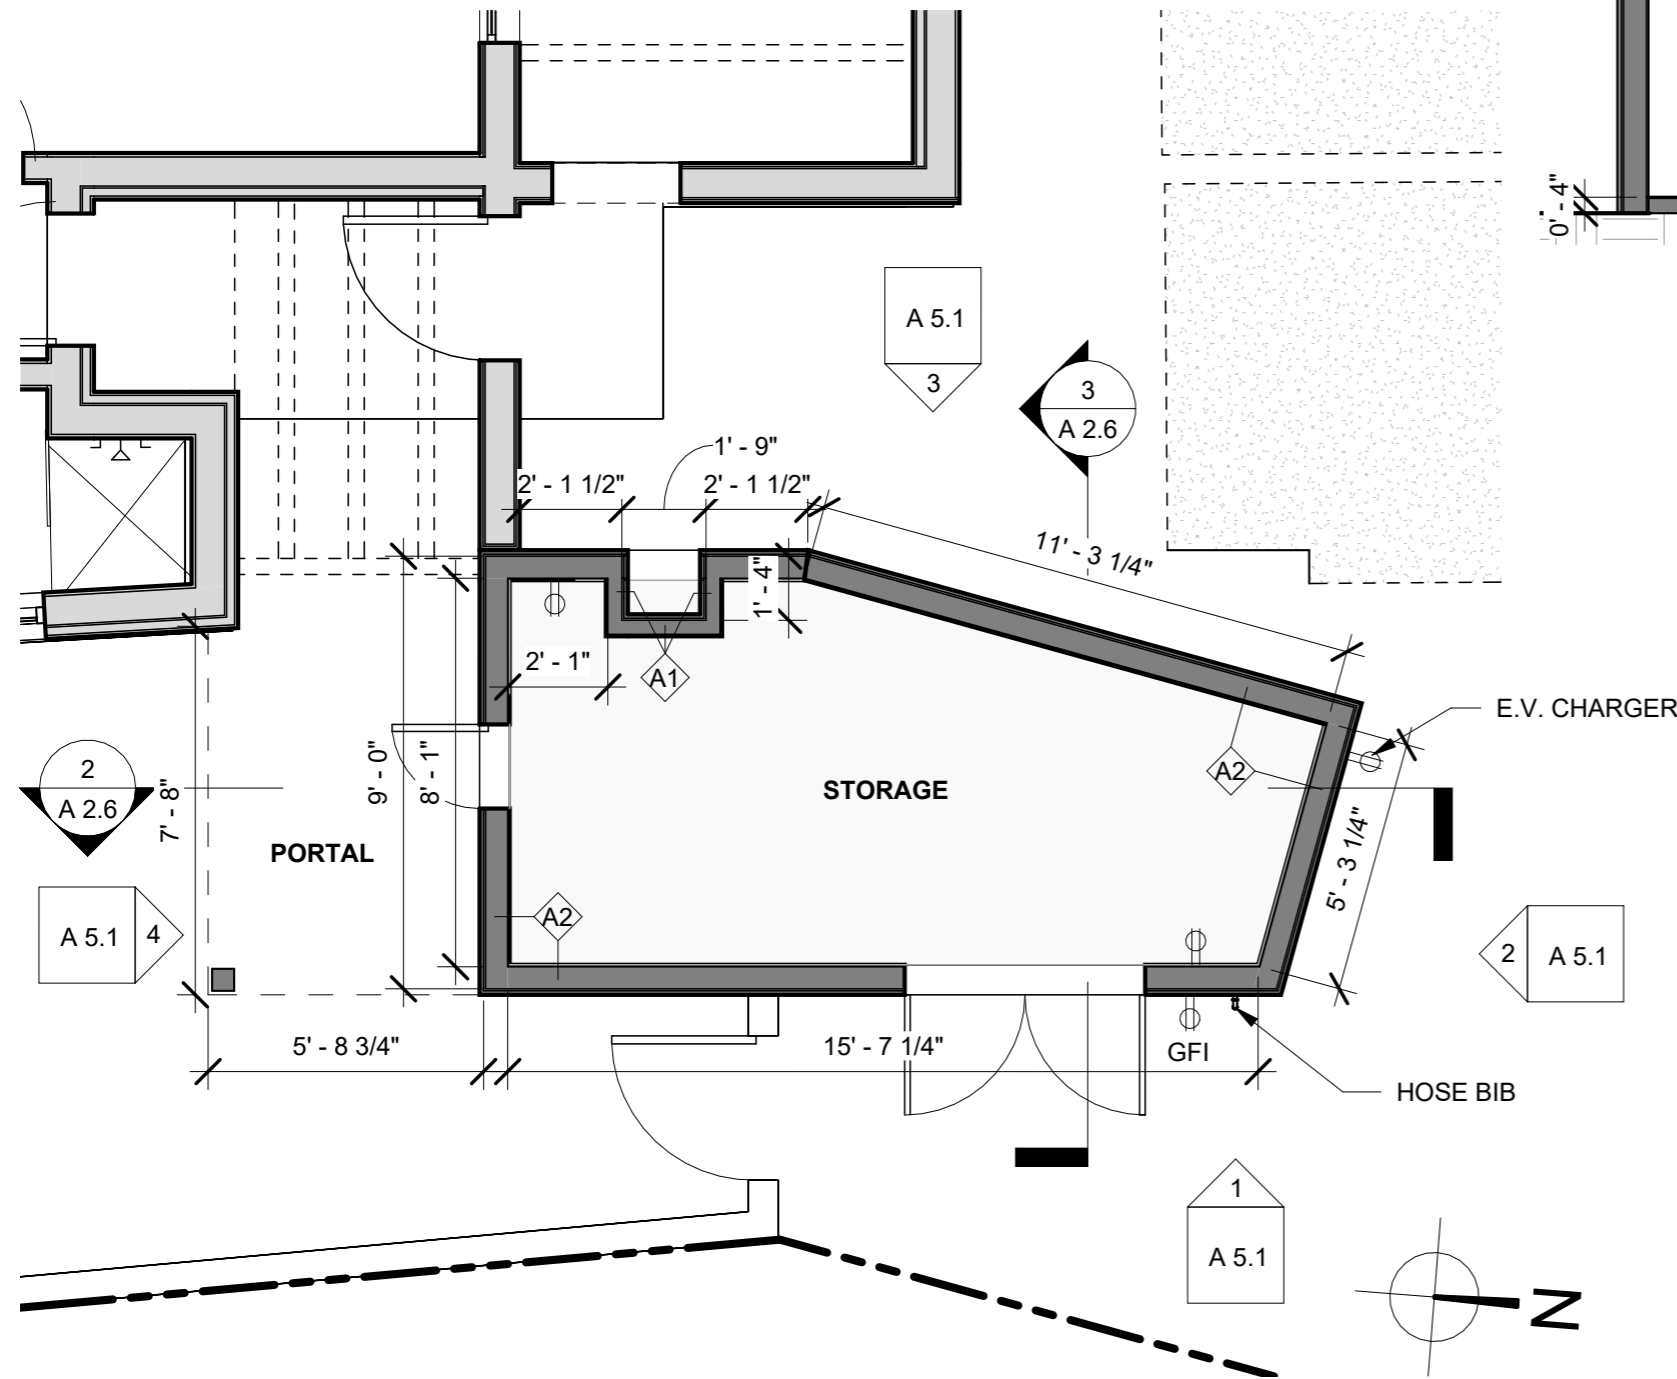 0' - 4"
A 5.1
3
3
A 2.6
1' - 9"
2' - 1 1/2"
2' - 1 1/2"
11' - 3 1/4"
1' - 4"
2' - 1"
A1
E.V. CHARGER
2
A 2.6
7' - 8"
9' - 0"
8' - 1"
A2
STORAGE
PORTAL
5' - 3 1/4"
A2
A 5.1
4
2
A 5.1
5' - 8 3/4"
15' - 7 1/4"
GFI
HOSE BIB
1
A 5.1
N